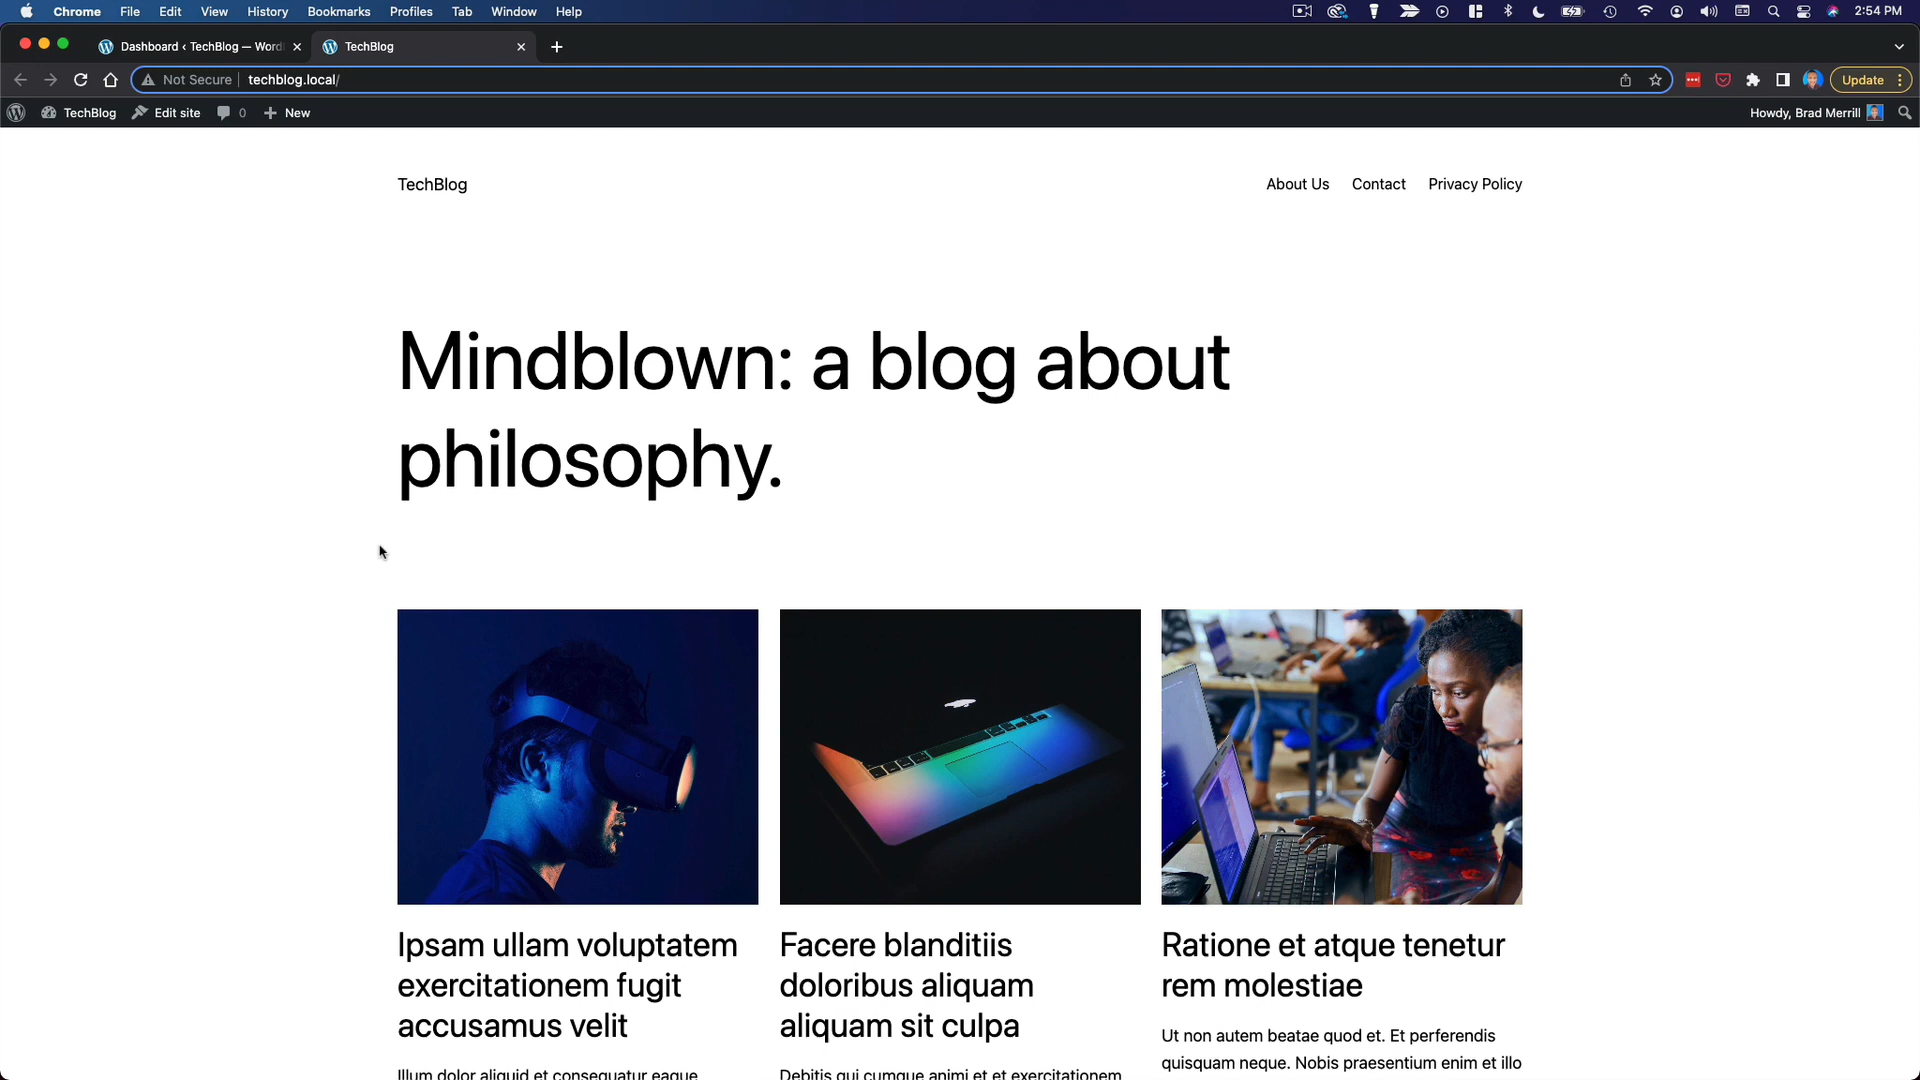 Chrome File Edit View History Bookmarks Profiles Tab Window Help 2:54 PM
Dashboard ‹ TechBlog — Word TechBlog
Not Secure techblog.local/ Update
TechBlog Edit site 0 New Howdy, Brad Merrill
TechBlog About Us Contact Privacy Policy
Mindblown: a blog about
philosophy.
Ipsam ullam voluptatem
exercitationem fugit
accusamus velit
Illum dolor aliquid et consequatur eaque
Facere blanditiis
doloribus aliquam
aliquam sit culpa
Debitis qui cumque animi et et exercitationem
Ratione et atque tenetur
rem molestiae
Ut non autem beatae quod et. Et perferendis
quisquam neque. Nobis praesentium enim et illo